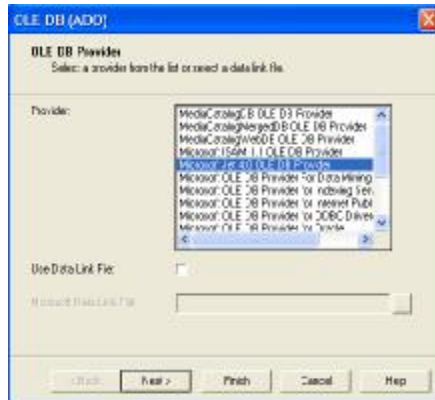 OLE DB (ADO)
OLE DB Provider
Select a provider from the list or select a data link file.
Provider:
MediaCatalogDB OLE DB Provider
MediaCatalogMergedDB OLE DB Provider
MediaCatalogWebDB OLE DB Provider
Microsoft ISAM 1.1 OLE DB Provider
Microsoft Jet 4.0 OLE DB Provider
Microsoft OLE DB Provider For Data Mining
Microsoft OLE DB Provider for Indexing Serv
Microsoft OLE DB Provider for Internet Publ
Microsoft OLE DB Provider for ODBC Driver
Microsoft OLE DB Provider for Oracle
Use Data Link File:
Microsoft Data Link File:
< Back
Next >
Finish
Cancel
Help